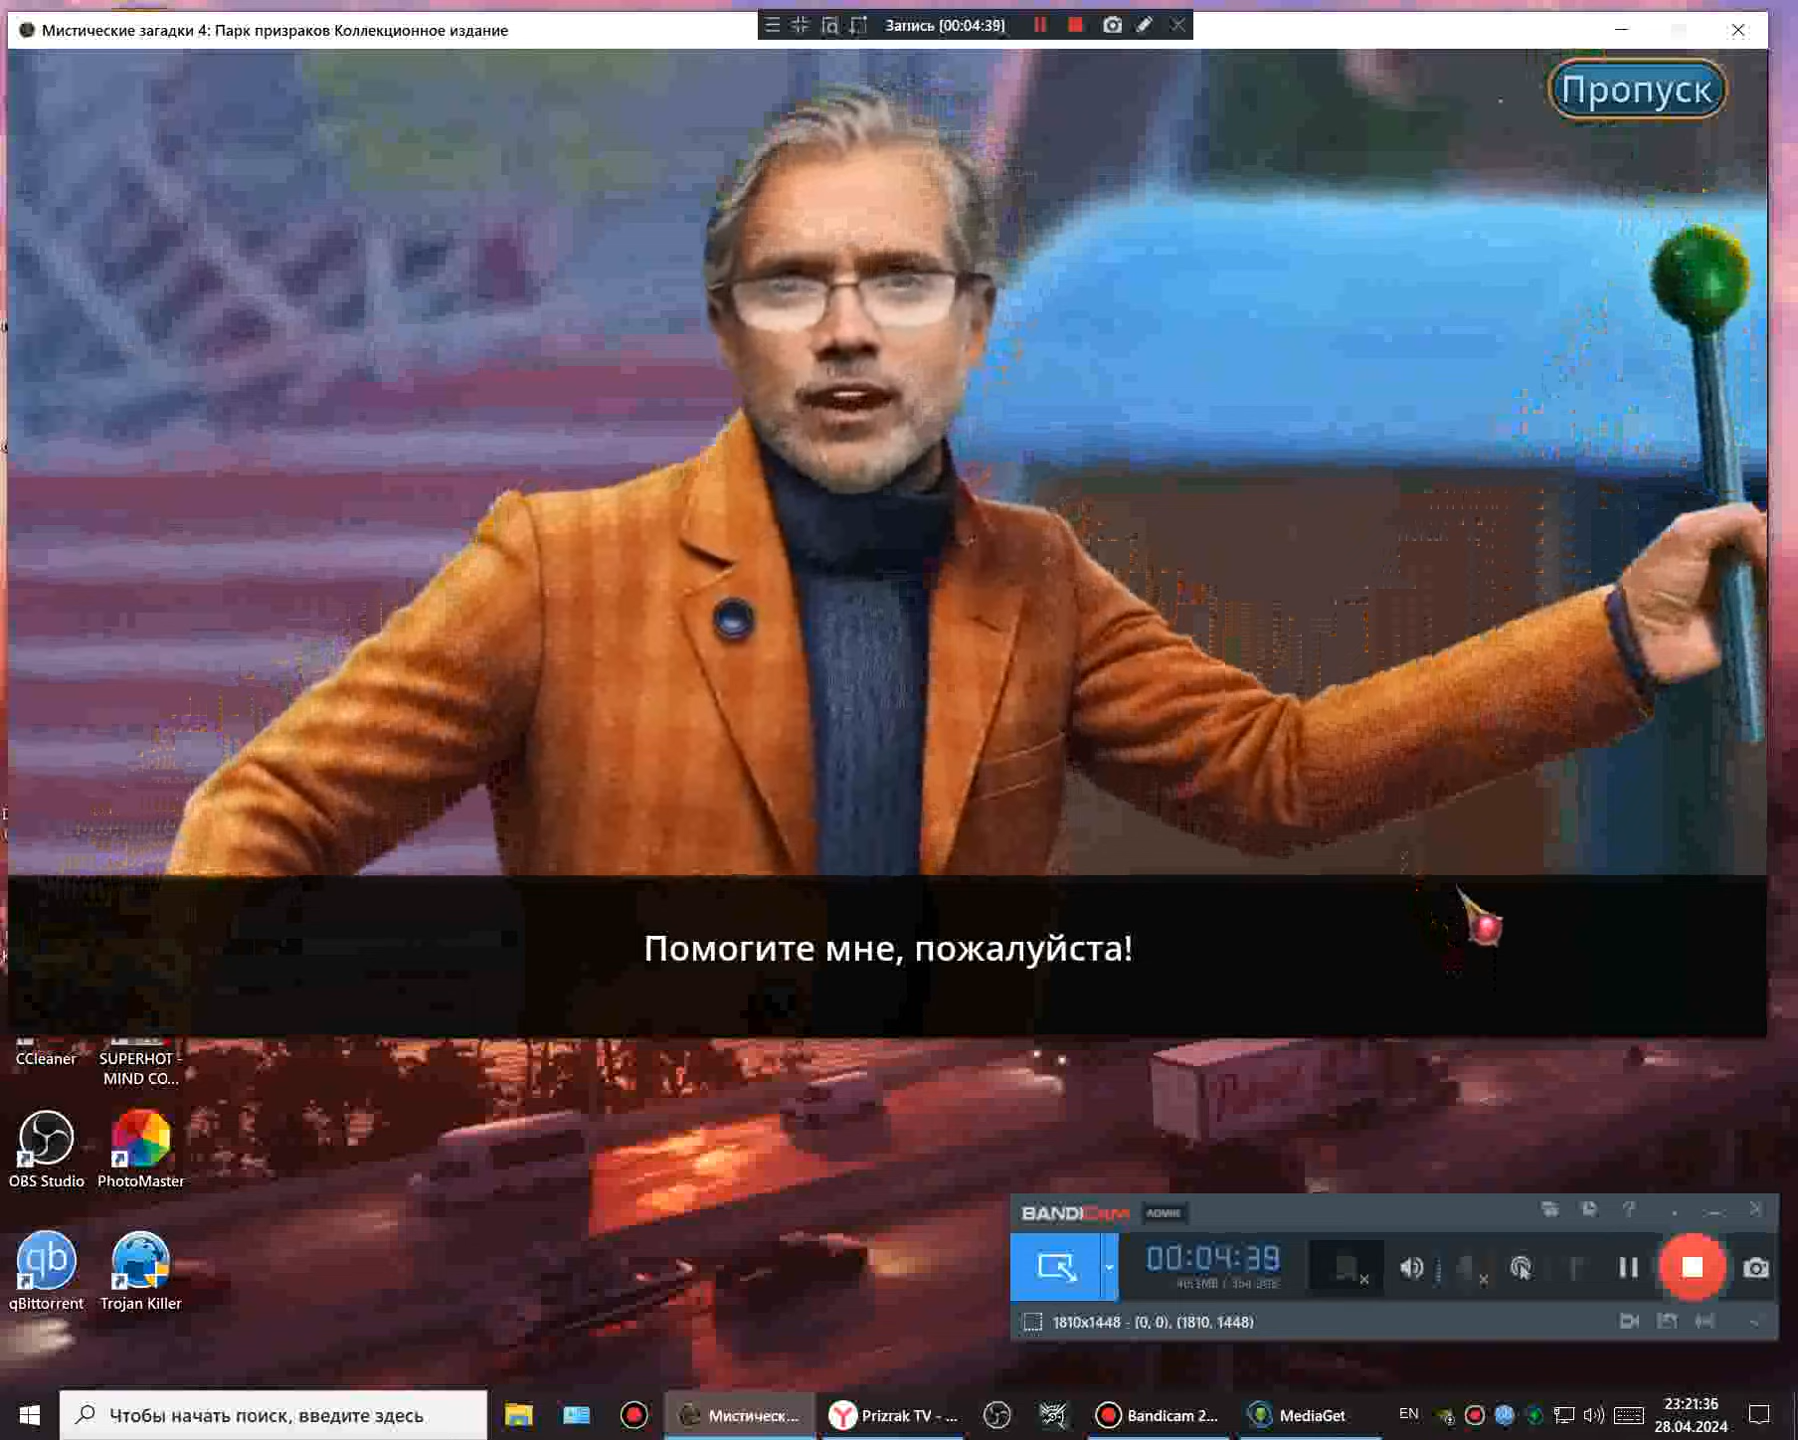 Мистические загадки 4: Парк призраков Коллекционное издание
Запись [00:04:39]
Пропуск
Помогите мне, пожалуйста!
CCleaner
SUPERHOT -
MIND CO...
OBS Studio
PhotoMaster
qBittorrent
Trojan Killer
BANDICAM
00:04:39
1810x1448 - (0, 0), (1810, 1448)
Чтобы начать поиск, введите здесь
Мистическ...
Prizrak TV - ...
Bandicam 2...
MediaGet
EN
23:21:36
28.04.2024